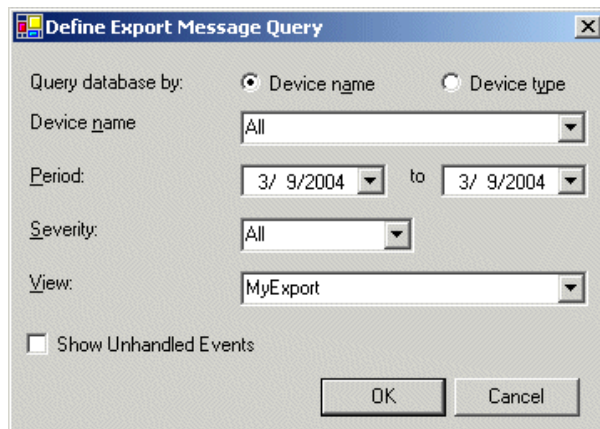 Define Export Message Query
Query database by: Device name Device type
Device name All
Period: 3/ 9/2004 to 3/ 9/2004
Severity: All
View: MyExport
Show Unhandled Events
OK Cancel